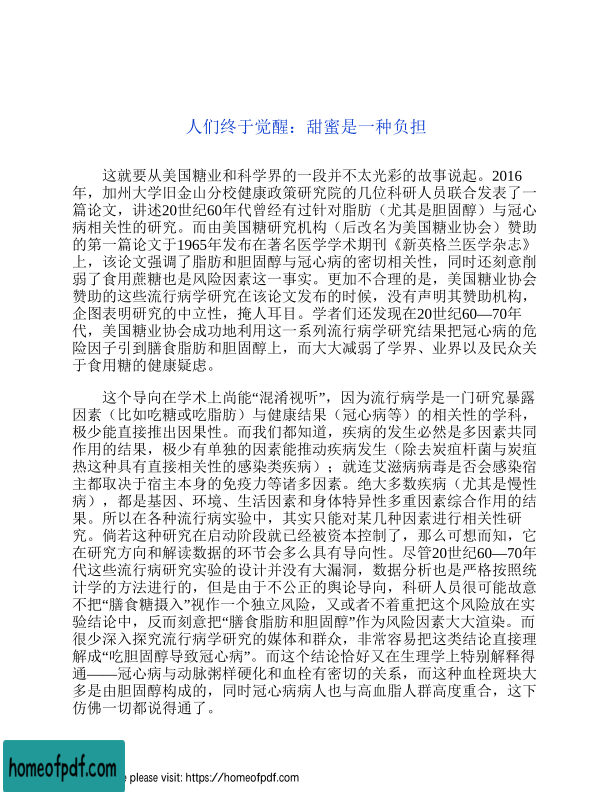 人们终于觉醒：甜蜜是一种负担
这就要从美国糖业和科学界的一段并不太光彩的故事说起。2016
年，加州大学旧金山分校健康政策研究院的几位科研人员联合发表了一
篇论文，讲述20世纪60年代曾经有过针对脂肪（尤其是胆固醇）与冠心
病相关性的研究。而由美国糖研究机构（后改名为美国糖业协会）赞助
的第一篇论文于1965年发布在著名医学学术期刊《新英格兰医学杂志》
上，该论文强调了脂肪和胆固醇与冠心病的密切相关性，同时还刻意削
弱了食用蔗糖也是风险因素这一事实。更加不合理的是，美国糖业协会
赞助的这些流行病学研究在该论文发布的时候，没有声明其赞助机构，
企图表明研究的中立性，掩人耳目。学者们还发现在20世纪60—70年
代，美国糖业协会成功地利用这一系列流行病学研究结果把冠心病的危
险因子引到膳食脂肪和胆固醇上，而大大减弱了学界、业界以及民众关
于食用糖的健康疑虑。
这个导向在学术上尚能“混淆视听”，因为流行病学是一门研究暴露
因素（比如吃糖或吃脂肪）与健康结果（冠心病等）的相关性的学科，
极少能直接推出因果性。而我们都知道，疾病的发生必然是多因素共同
作用的结果，极少有单独的因素能推动疾病发生（除去炭疽杆菌与炭疽
热这种具有直接相关性的感染类疾病）；就连艾滋病病毒是否会感染宿
主都取决于宿主本身的免疫力等诸多因素。绝大多数疾病（尤其是慢性
病），都是基因、环境、生活因素和身体特异性多重因素综合作用的结
果。所以在各种流行病实验中，其实只能对某几种因素进行相关性研
究。倘若这种研究在启动阶段就已经被资本控制了，那么可想而知，它
在研究方向和解读数据的环节会多么具有导向性。尽管20世纪60—70年
代这些流行病研究实验的设计并没有大漏洞，数据分析也是严格按照统
计学的方法进行的，但是由于不公正的舆论导向，科研人员很可能故意
不把“膳食糖摄入”视作一个独立风险，又或者不着重把这个风险放在实
验结论中，反而刻意把“膳食脂肪和胆固醇”作为风险因素大大渲染。而
很少深入探究流行病学研究的媒体和群众，非常容易把这类结论直接理
解成“吃胆固醇导致冠心病”。而这个结论恰好又在生理学上特别解释得
通——冠心病与动脉粥样硬化和血栓有密切的关系，而这种血栓斑块大
多是由胆固醇构成的，同时冠心病病人也与高血脂人群高度重合，这下
仿佛一切都说得通了。
homeofpdf.com
e please visit: https://homeofpdf.com